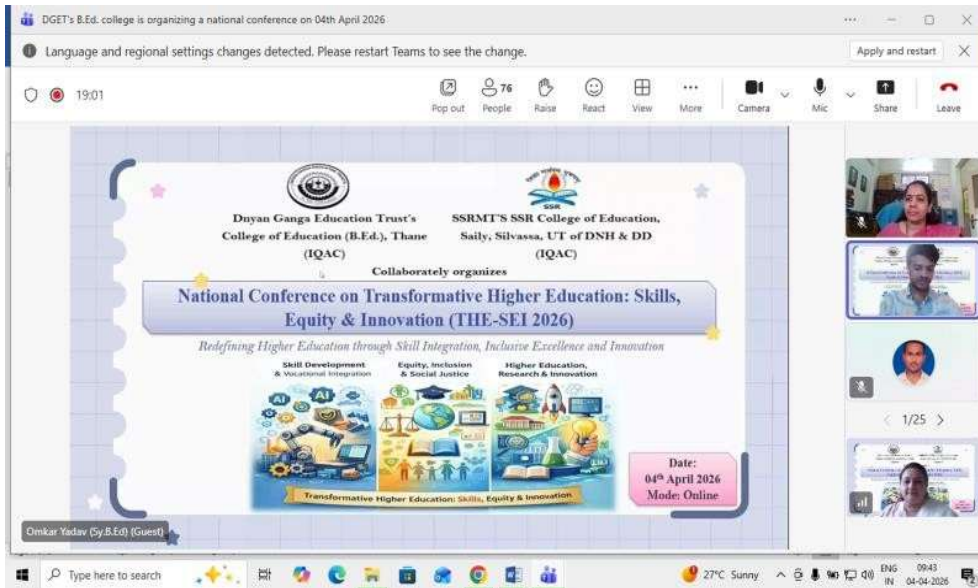 DGET's B.Ed. college is organizing a national conference on 04th April 2026
Language and regional settings changes detected. Please restart Teams to see the change.
Apply and restart
19:01
Pop out
76
People
Raise
React
View
More
Camera
Mic
Share
Leave
SSR
Dnyan Ganga Education Trust's
College of Education (B.Ed.), Thane
(IQAC)
SSRMT'S SSR College of Education,
Saily, Silvassa, UT of DNH & DD
(IQAC)
Collaborately organizes
National Conference on Transformative Higher Education: Skills,
Equity & Innovation (THE-SEI 2026)
Redefining Higher Education through Skill Integration, Inclusive Excellence and Innovation
Skill Development
& Vocational Integration
Equity, Inclusion
& Social Justice
Higher Education,
Research & Innovation
AI
AI
Transformative Higher Education: Skills, Equity & Innovation
Date:
04th April 2026
Mode: Online
1/25
Omkar Yadav (Sy.B.Ed) (Guest)
Type here to search
27°C Sunny
ENG
IN
09:43
04-04-2026